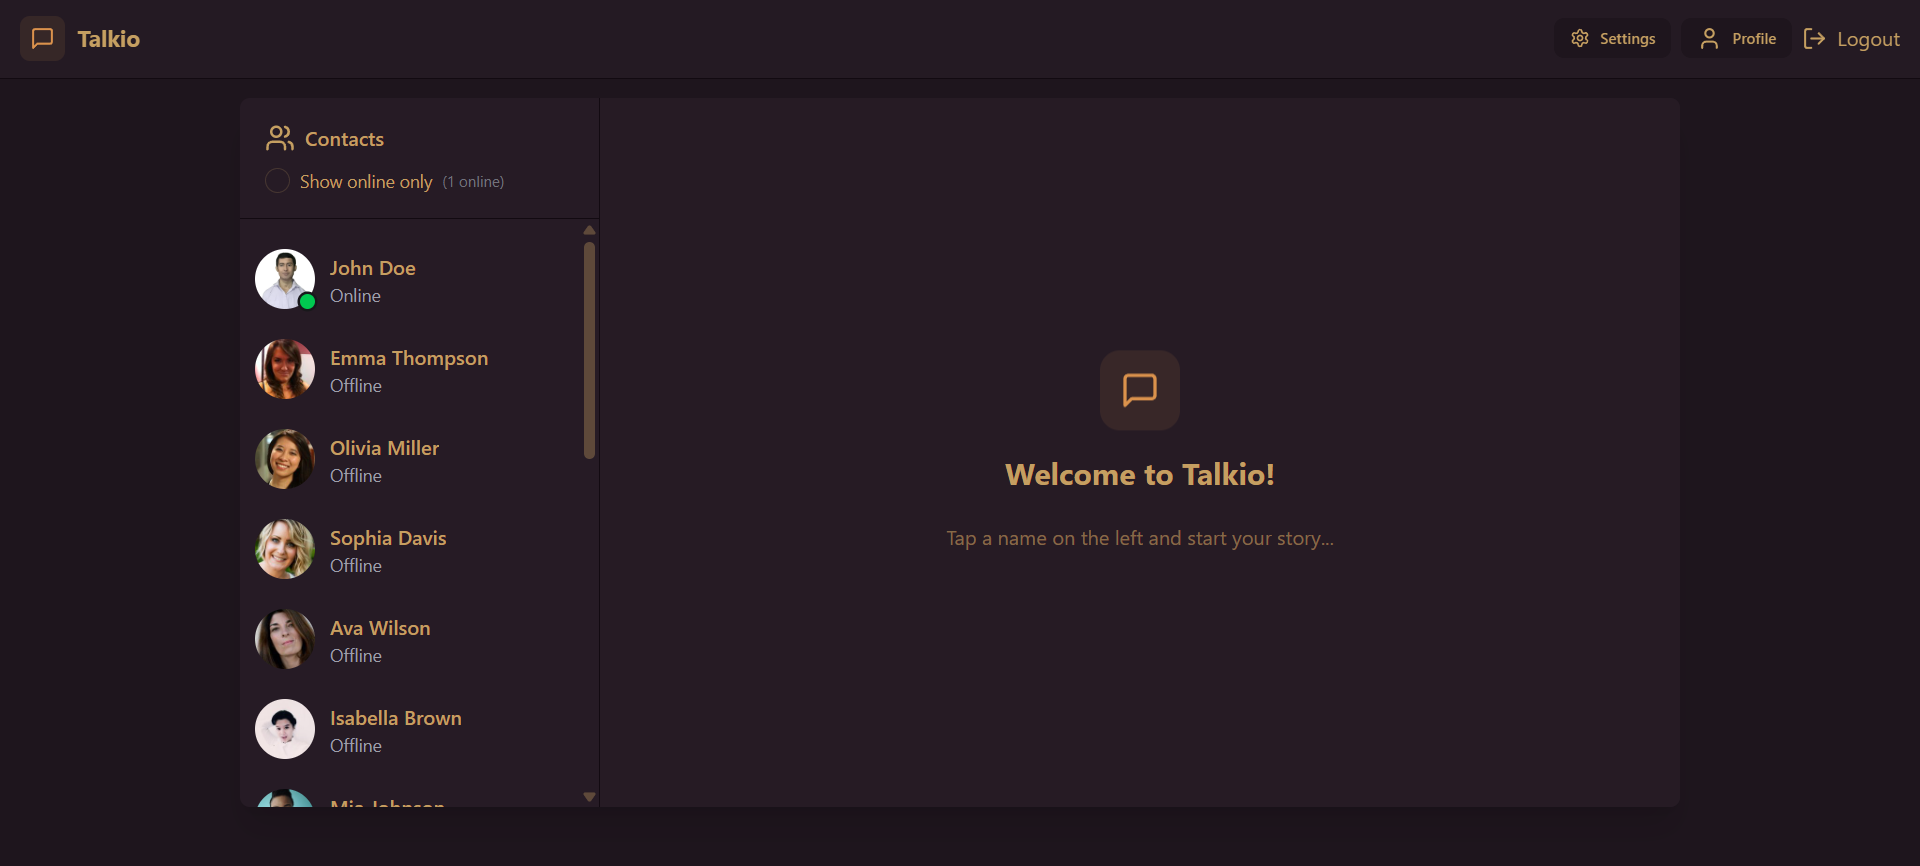 Talkio
Settings
Profile
Logout
Contacts
Show online only (1 online)
John Doe
Online
Emma Thompson
Offline
Olivia Miller
Offline
Sophia Davis
Offline
Ava Wilson
Offline
Isabella Brown
Offline
Mia Johnson
Welcome to Talkio!
Tap a name on the left and start your story...